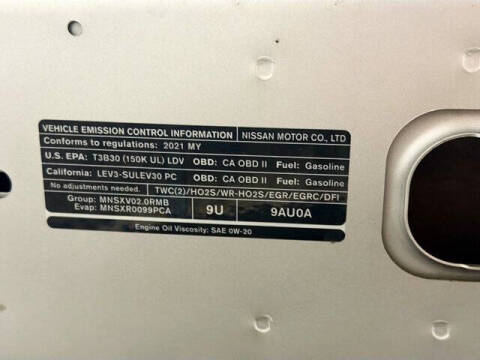 VEHICLE EMISSION CONTROL INFORMATION NISSAN MOTOR CO., LTD
Conforms to regulations: 2021 MY
U.S. EPA: T3B30 (150K UL) LDV OBD: CA OBD II Fuel: Gasoline
California: LEV3-SULEV30 PC OBD: CA OBD II Fuel: Gasoline
No adjustments needed. TWC(2)/HO2S/WR-HO2S/EGR/EGRC/DFI
Group: MNSXV02.0RMB
Evap: MNSXR0099PCA 9U 9AU0A
Engine Oil Viscosity: SAE 0W-20